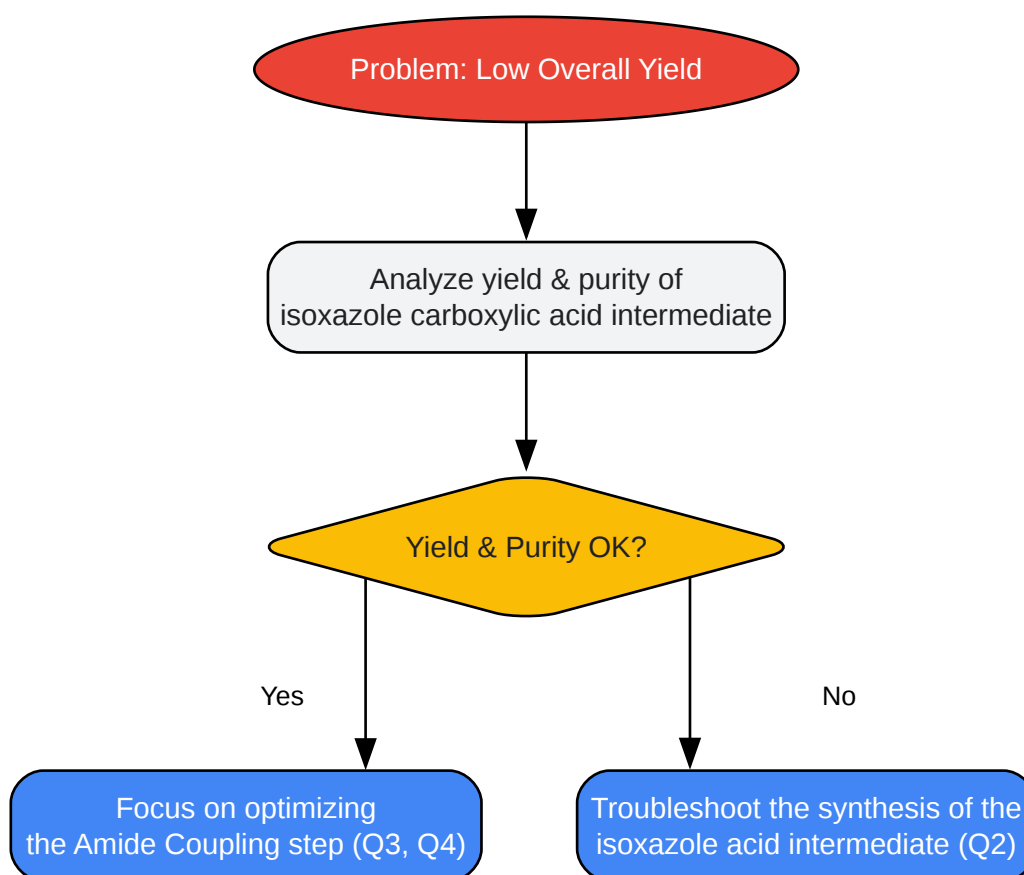 Problem: Low Overall Yield
Analyze yield & purity of
isoxazole carboxylic acid intermediate
Yield & Purity OK?
Yes
No
Focus on optimizing
the Amide Coupling step (Q3, Q4)
Troubleshoot the synthesis of the
isoxazole acid intermediate (Q2)